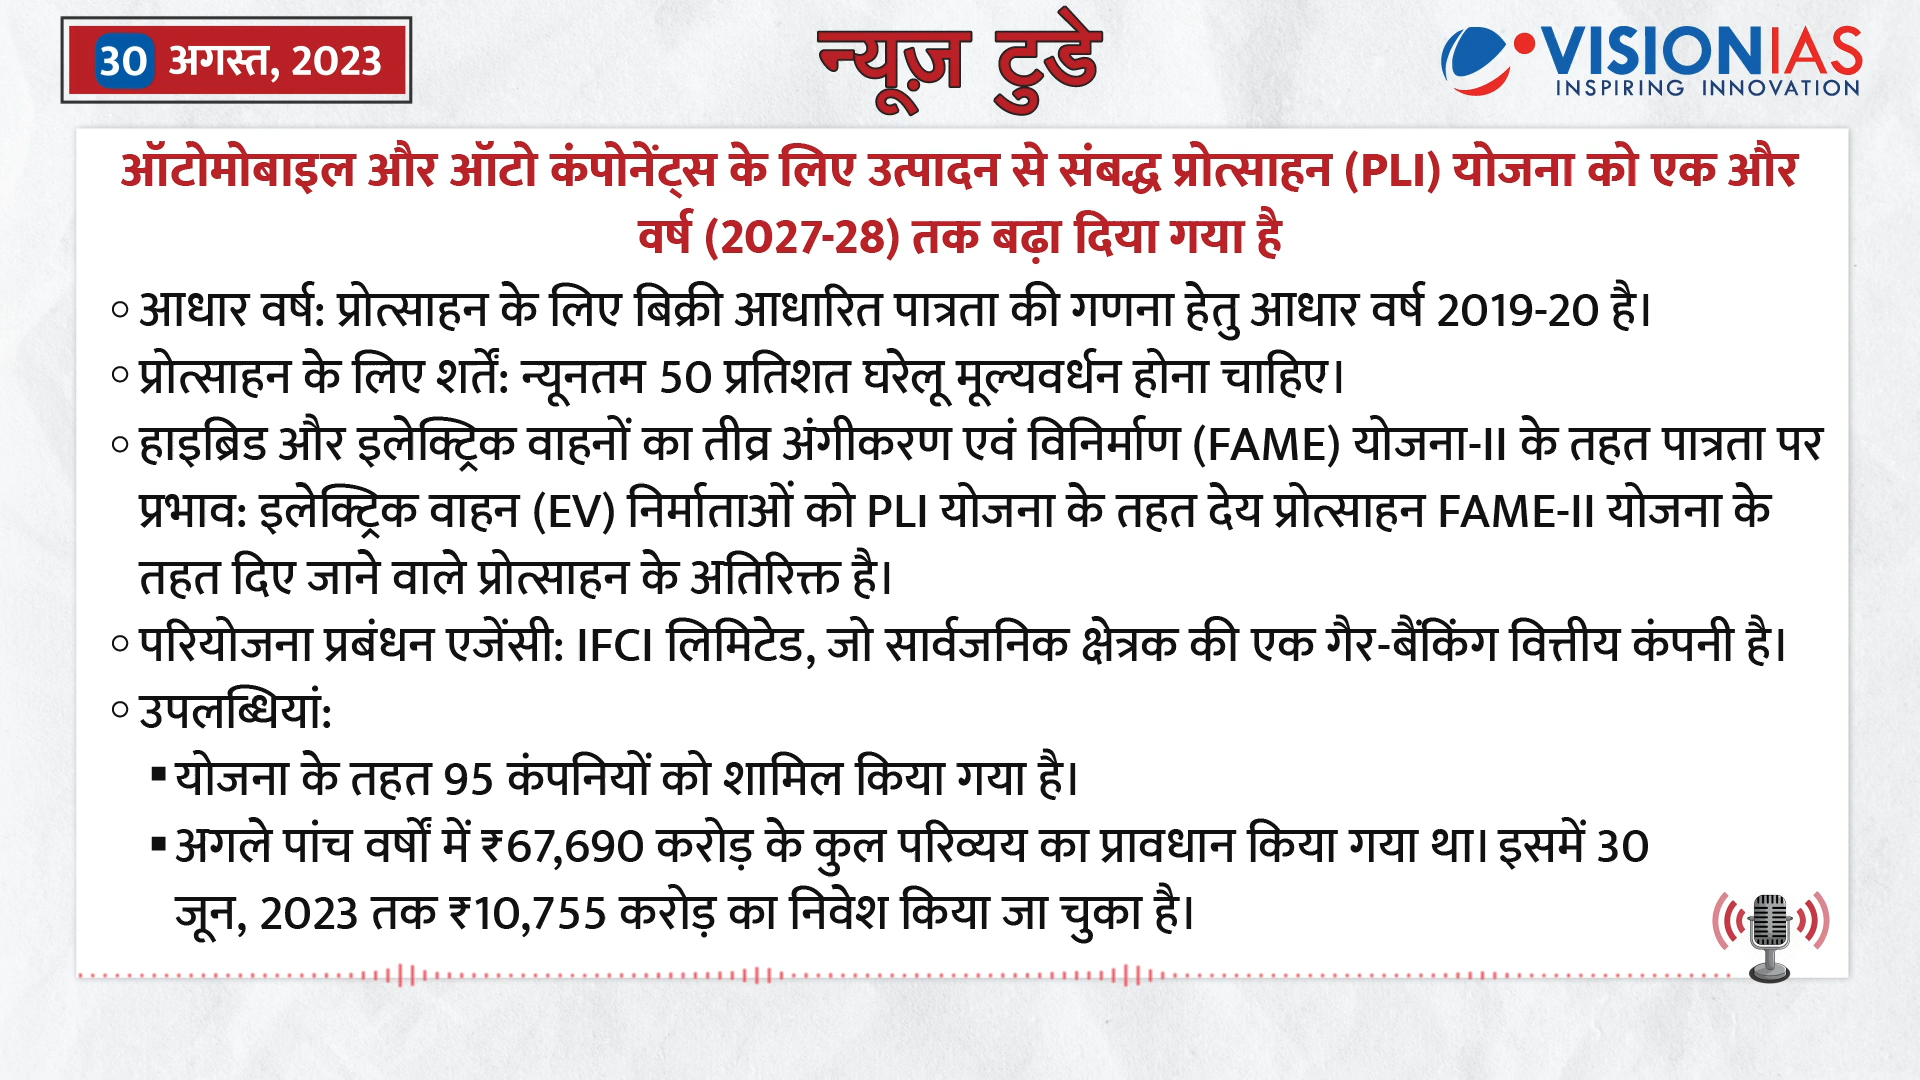 30 अगस्त, 2023
न्यूज़ टुडे
VISIONIAS
INSPIRING INNOVATION
ऑटोमोबाइल और ऑटो कंपोनेंट्स के लिए उत्पादन से संबद्ध प्रोत्साहन (PLI) योजना को एक और
वर्ष (2027-28) तक बढ़ा दिया गया है
○ आधार वर्ष: प्रोत्साहन के लिए बिक्री आधारित पात्रता की गणना हेतु आधार वर्ष 2019-20 है।
○ प्रोत्साहन के लिए शर्तें: न्यूनतम 50 प्रतिशत घरेलू मूल्यवर्धन होना चाहिए।
○ हाइब्रिड और इलेक्ट्रिक वाहनों का तीव्र अंगीकरण एवं विनिर्माण (FAME) योजना-II के तहत पात्रता पर
प्रभाव: इलेक्ट्रिक वाहन (EV) निर्माताओं को PLI योजना के तहत देय प्रोत्साहन FAME-II योजना के
तहत दिए जाने वाले प्रोत्साहन के अतिरिक्त है।
○ परियोजना प्रबंधन एजेंसी: IFCI लिमिटेड, जो सार्वजनिक क्षेत्रक की एक गैर-बैंकिंग वित्तीय कंपनी है।
○ उपलब्धियां:
▪ योजना के तहत 95 कंपनियों को शामिल किया गया है।
▪ अगले पांच वर्षों में ₹67,690 करोड़ के कुल परिव्यय का प्रावधान किया गया था। इसमें 30
जून, 2023 तक ₹10,755 करोड़ का निवेश किया जा चुका है।